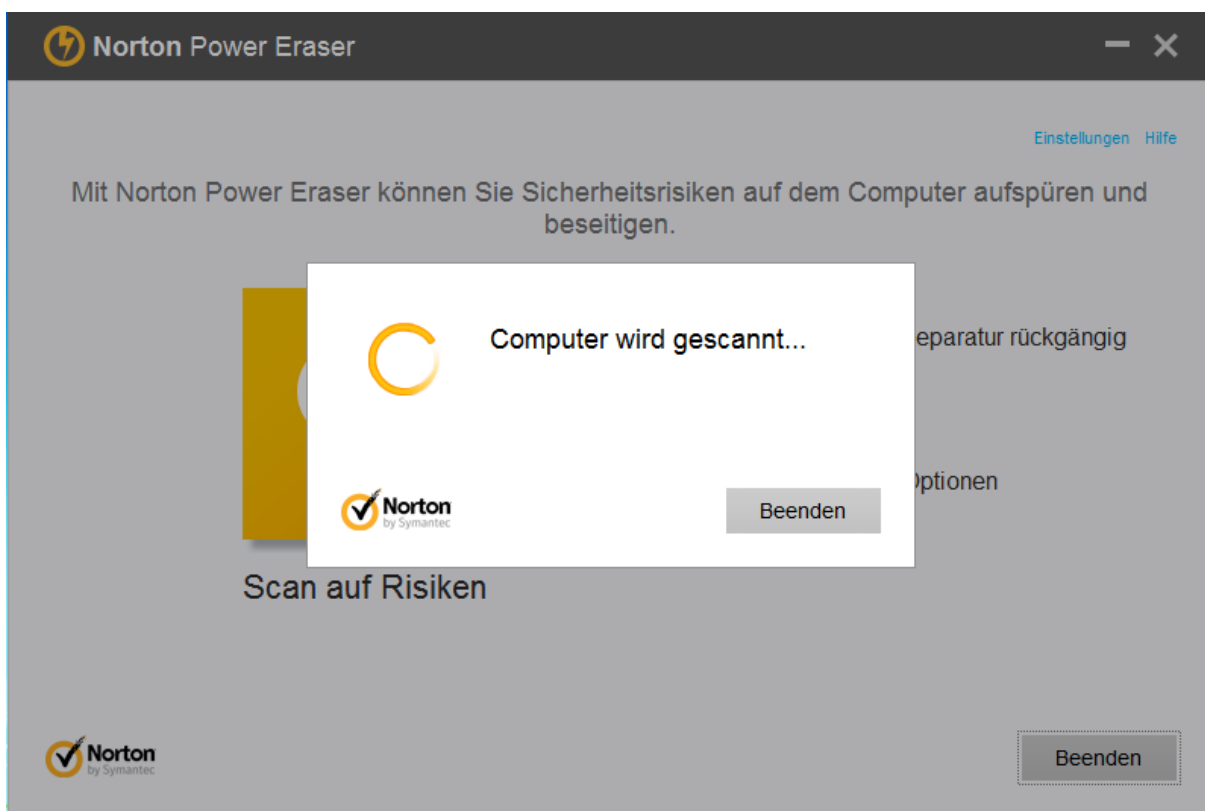 Norton Power Eraser
Einstellungen Hilfe
Mit Norton Power Eraser können Sie Sicherheitsrisiken auf dem Computer aufspüren und
beseitigen.
Computer wird gescannt...
eparatur rückgängig
Optionen
Norton
by Symantec
Beenden
Scan auf Risiken
Norton
by Symantec
Beenden